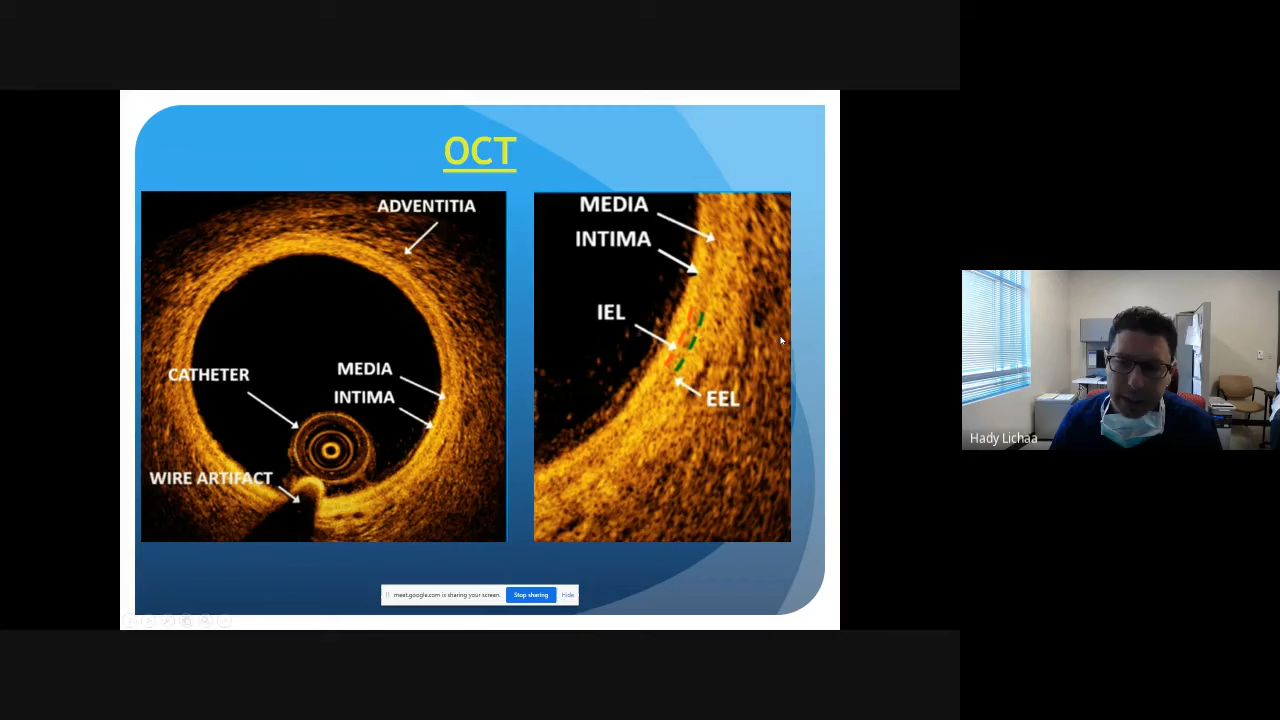 OCT
ADVENTITIA
CATHETER
MEDIA
INTIMA
WIRE ARTIFACT
MEDIA
INTIMA
IEL
EEL
meet.google.com is sharing your screen.
Stop sharing
Hide
Hady Lichaa